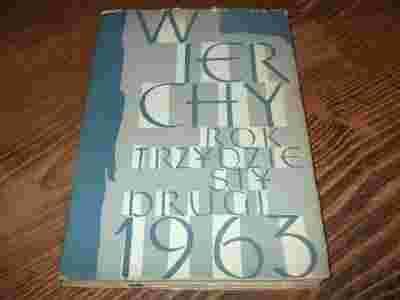 W
IER
CHY
ROK
TRZYDZIE
STY
DRUGI
1963